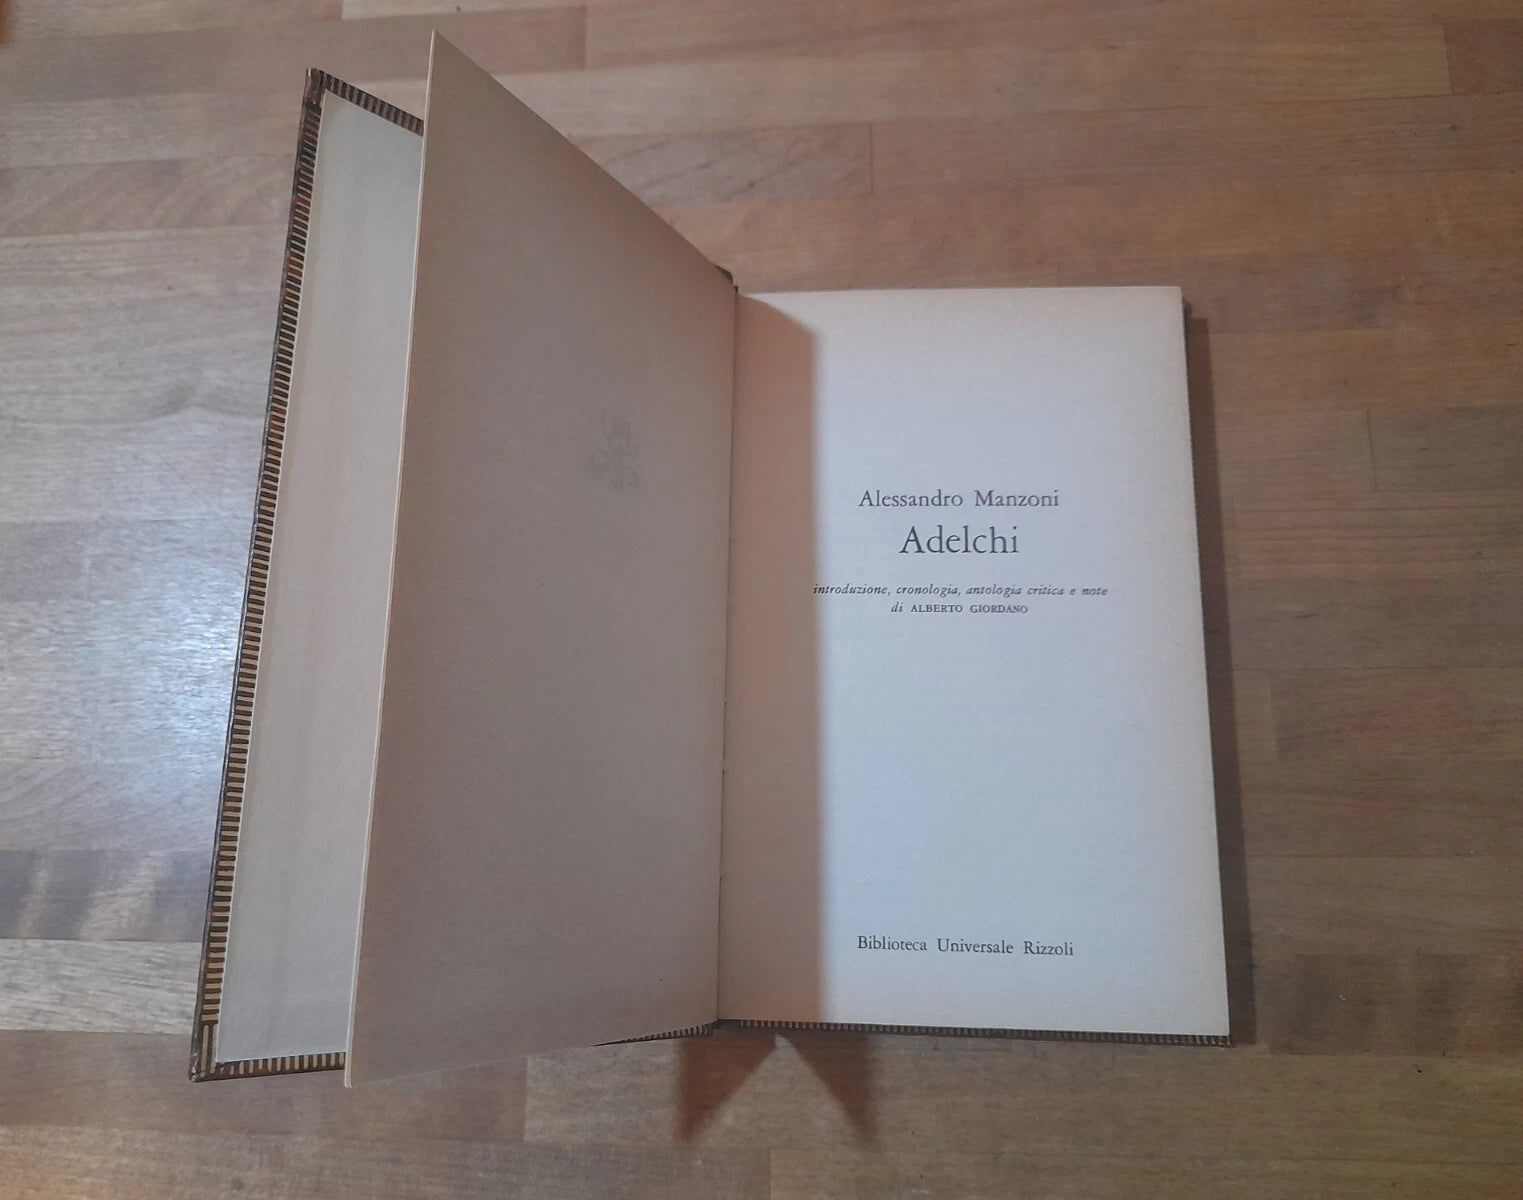 Alessandro Manzoni
Adelchi
introduzione, cronologia, antologia critica e note
di ALBERTO GIORDANO
Biblioteca Universale Rizzoli